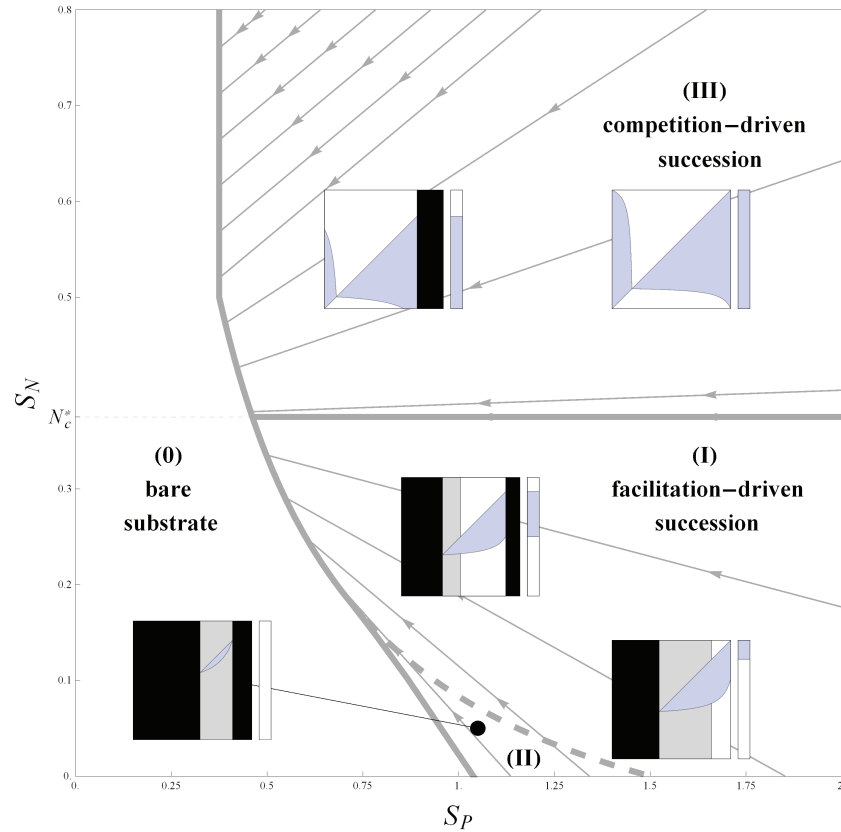 0.8
0.7
(III)
competition−driven
succession
0.6
0.5
S_N
N_c^*
(0)
bare
substrate
(I)
facilitation−driven
succession
0.3
0.2
0.1
(II)
0.
0. 0.25 0.5 0.75 1. 1.25 1.5 1.75 2
S_P